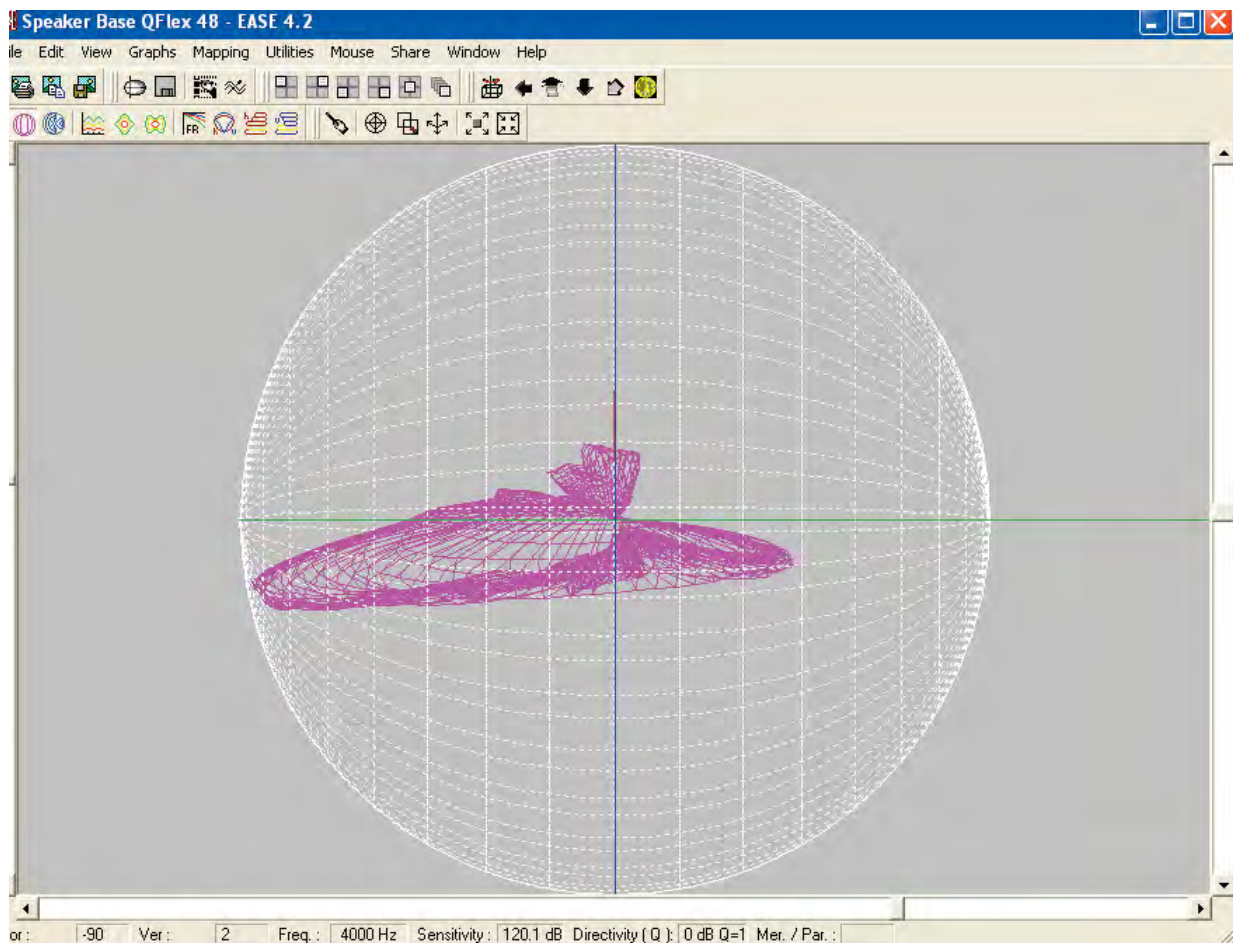 Speaker Base QFlex 48 - EASE 4.2
ile Edit View Graphs Mapping Utilities Mouse Share Window Help
FR
or : -90 Ver : 2 Freq. : 4000 Hz Sensitivity : 120.1 dB Directivity ( Q ): 0 dB Q=1 Mer. / Par. :